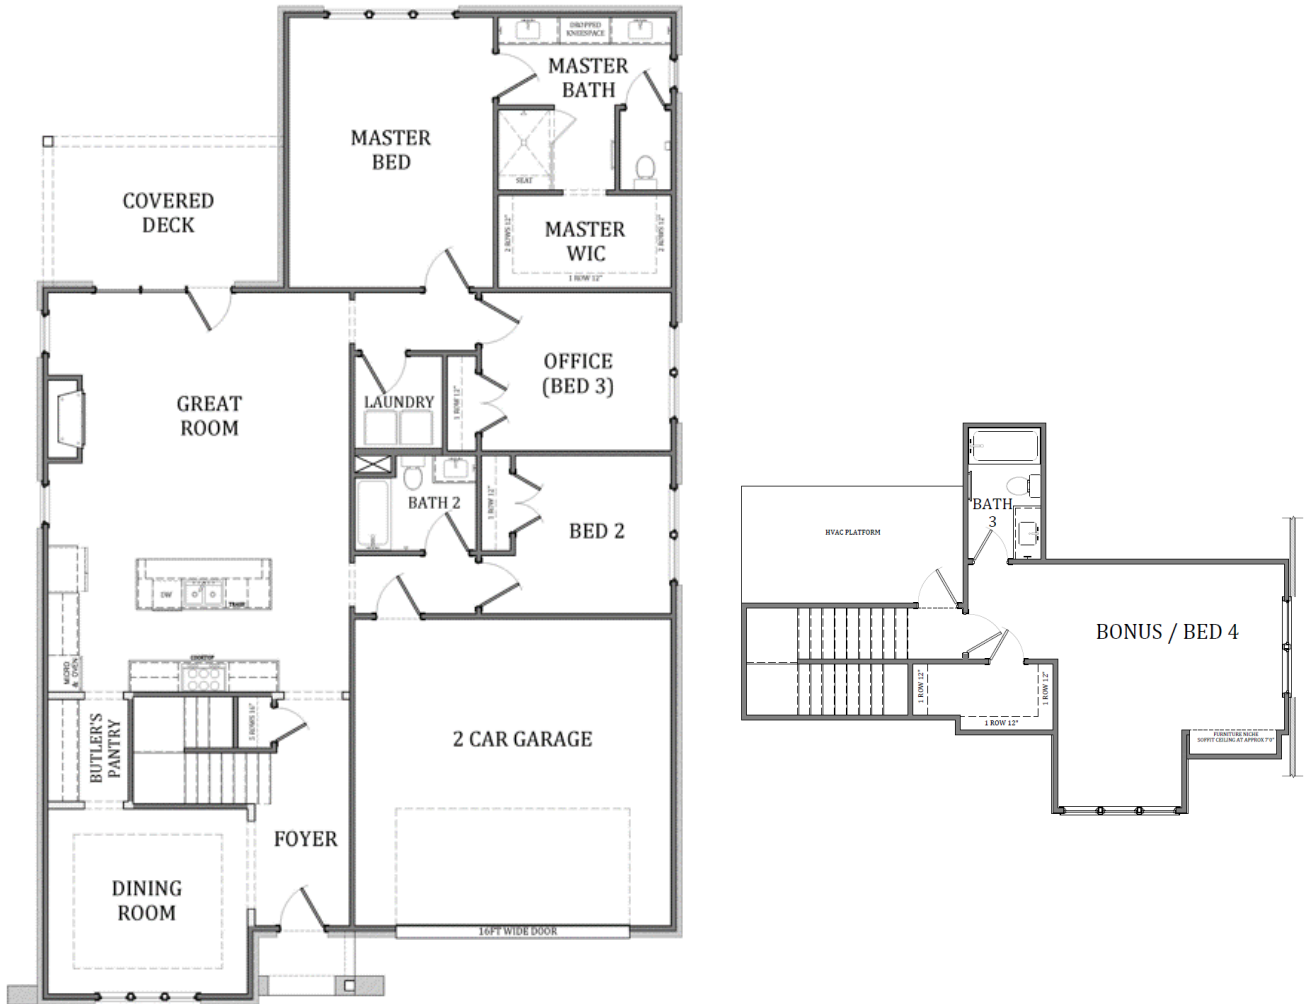 DROPPED
KNEESPACE
MASTER
BATH
MASTER
BED
SEAT
COVERED
DECK
MASTER
WIC
2 ROWS 12"
2 ROWS 12"
1 ROW 12"
OFFICE
(BED 3)
GREAT
ROOM
LAUNDRY
1 ROW 12"
BATH 2
1 ROW 12"
BED 2
DW
TRASH
COOKTOP
MICRO
& OVEN
BUTLER'S
PANTRY
5 ROWS 16"
2 CAR GARAGE
FOYER
DINING
ROOM
16FT WIDE DOOR
BATH
3
HVAC PLATFORM
BONUS / BED 4
1 ROW 12"
1 ROW 12"
1 ROW 12"
FURNITURE NICHE
SOFFIT CEILING AT APPROX 7'0"